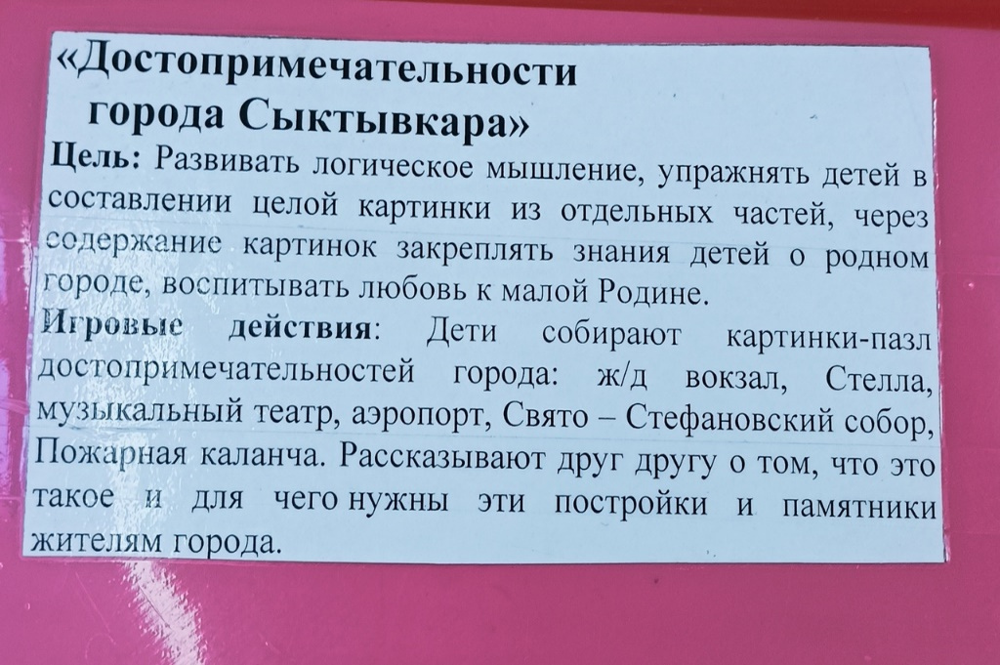 «Достопримечательности
города Сыктывкара»
Цель: Развивать логическое мышление, упражнять детей в
составлении целой картинки из отдельных частей, через
содержание картинок закреплять знания детей о родном
городе, воспитывать любовь к малой Родине.
Игровые действия: Дети собирают картинки-пазл
достопримечательностей города: ж/д вокзал, Стелла,
музыкальный театр, аэропорт, Свято – Стефановский собор,
Пожарная каланча. Рассказывают друг другу о том, что это
такое и для чего нужны эти постройки и памятники
жителям города.